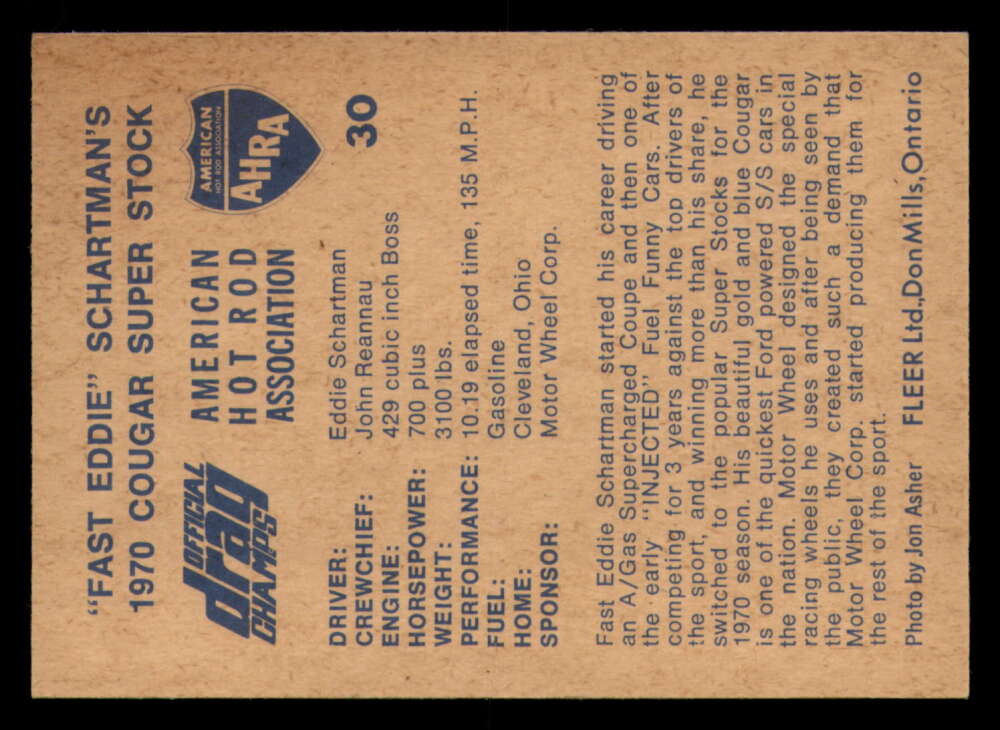 "FAST EDDIE" SCHARTMAN'S
1970 COUGAR SUPER STOCK
OFFICIAL
drag
CHAMPS
AMERICAN
HOT ROD
ASSOCIATION
AMERICAN
HOT ROD ASSOCIATION
AHRA
30
DRIVER: Eddie Schartman
CREWCHIEF: John Reannau
ENGINE: 429 cubic inch Boss
HORSEPOWER: 700 plus
WEIGHT: 3100 lbs.
PERFORMANCE: 10.19 elapsed time, 135 M.P.H.
FUEL: Gasoline
HOME: Cleveland, Ohio
SPONSOR: Motor Wheel Corp.
Fast Eddie Schartman started his career driving
an A/Gas Supercharged Coupe and then one of
the early "INJECTED" Fuel Funny Cars. After
competing for 3 years against the top drivers of
the sport, and winning more than his share, he
switched to the popular Super Stocks for the
1970 season. His beautiful gold and blue Cougar
is one of the quickest Ford powered S/S cars in
the nation. Motor Wheel designed the special
racing wheels he uses and after being seen by
the public, they created such a demand that
Motor Wheel Corp. started producing them for
the rest of the sport.
Photo by Jon Asher FLEER Ltd., Don Mills, Ontario